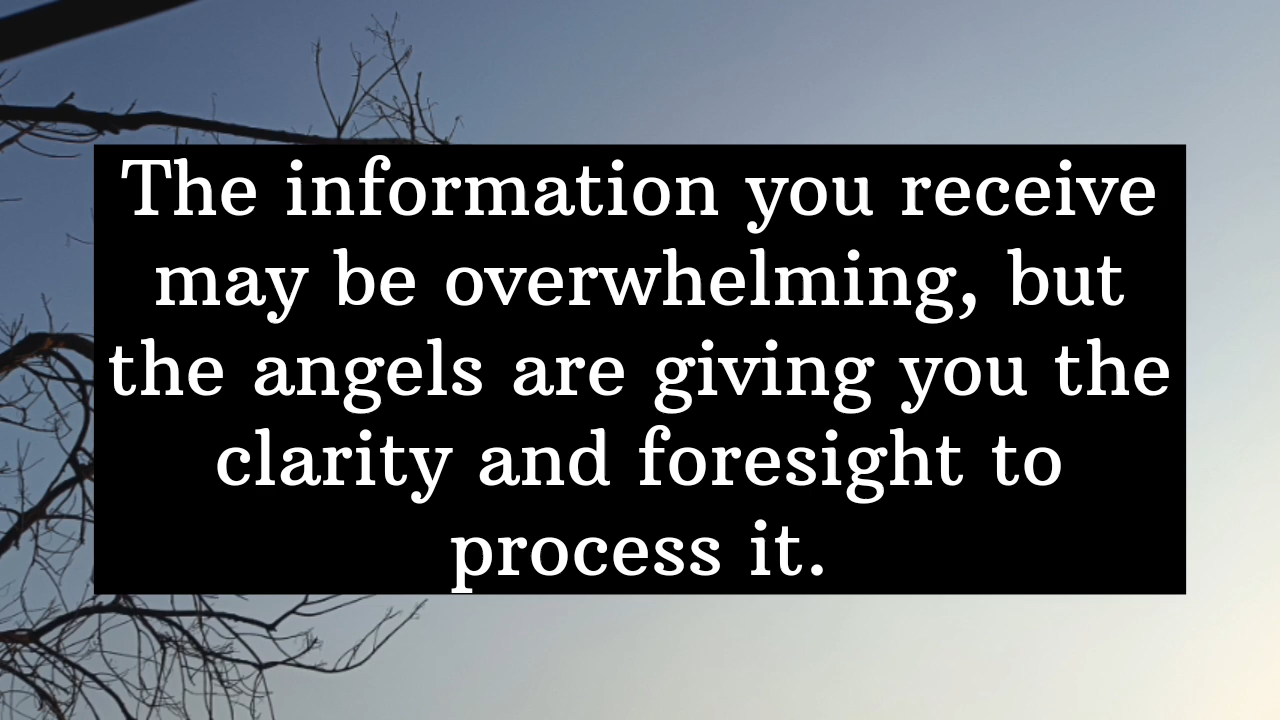 The information you receive
may be overwhelming, but
the angels are giving you the
clarity and foresight to
process it.